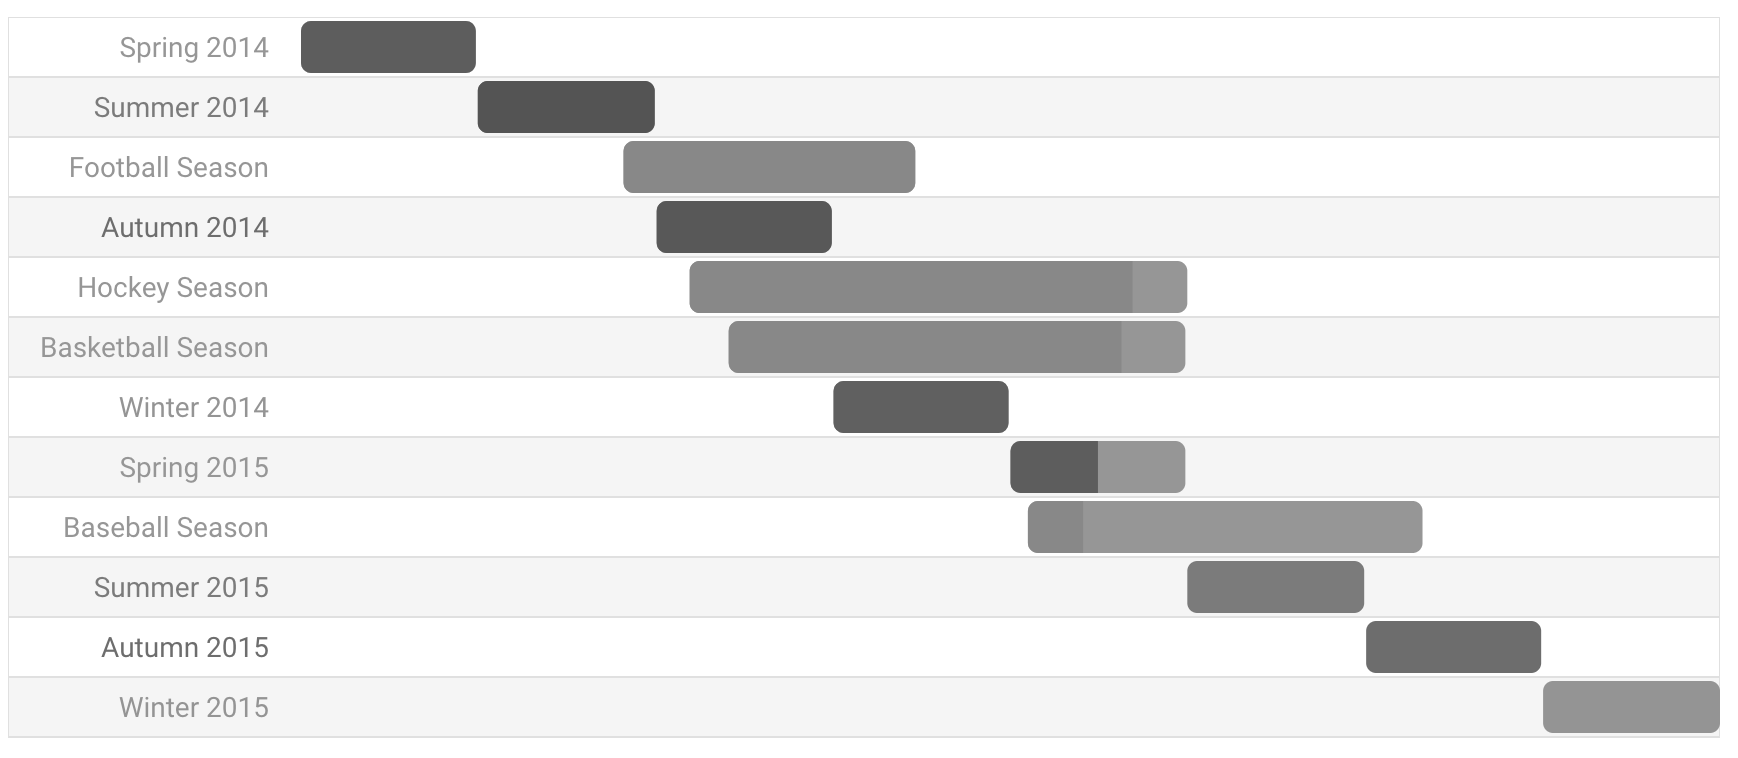 Spring 2014
Summer 2014
Football Season
Autumn 2014
Hockey Season
Basketball Season
Winter 2014
Spring 2015
Baseball Season
Summer 2015
Autumn 2015
Winter 2015